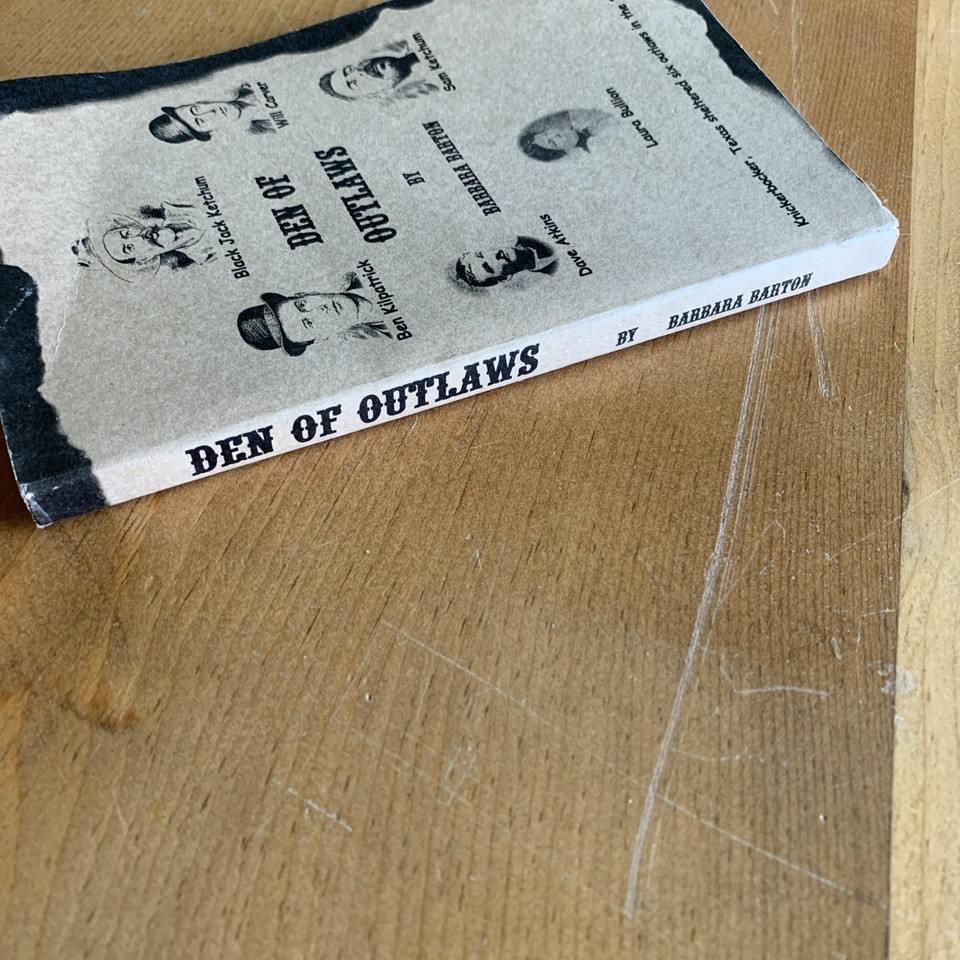 Will Carver
Sam Ketchum
Black Jack Ketchum
DEN OF
OUTLAWS
BY
BARBARA BARTON
Laura Bullion
Ben Kilpatrick
Dave Atkins
Knickerbocker, Texas sheltered six outlaws in the
DEN OF OUTLAWS BY BARBARA BARTON